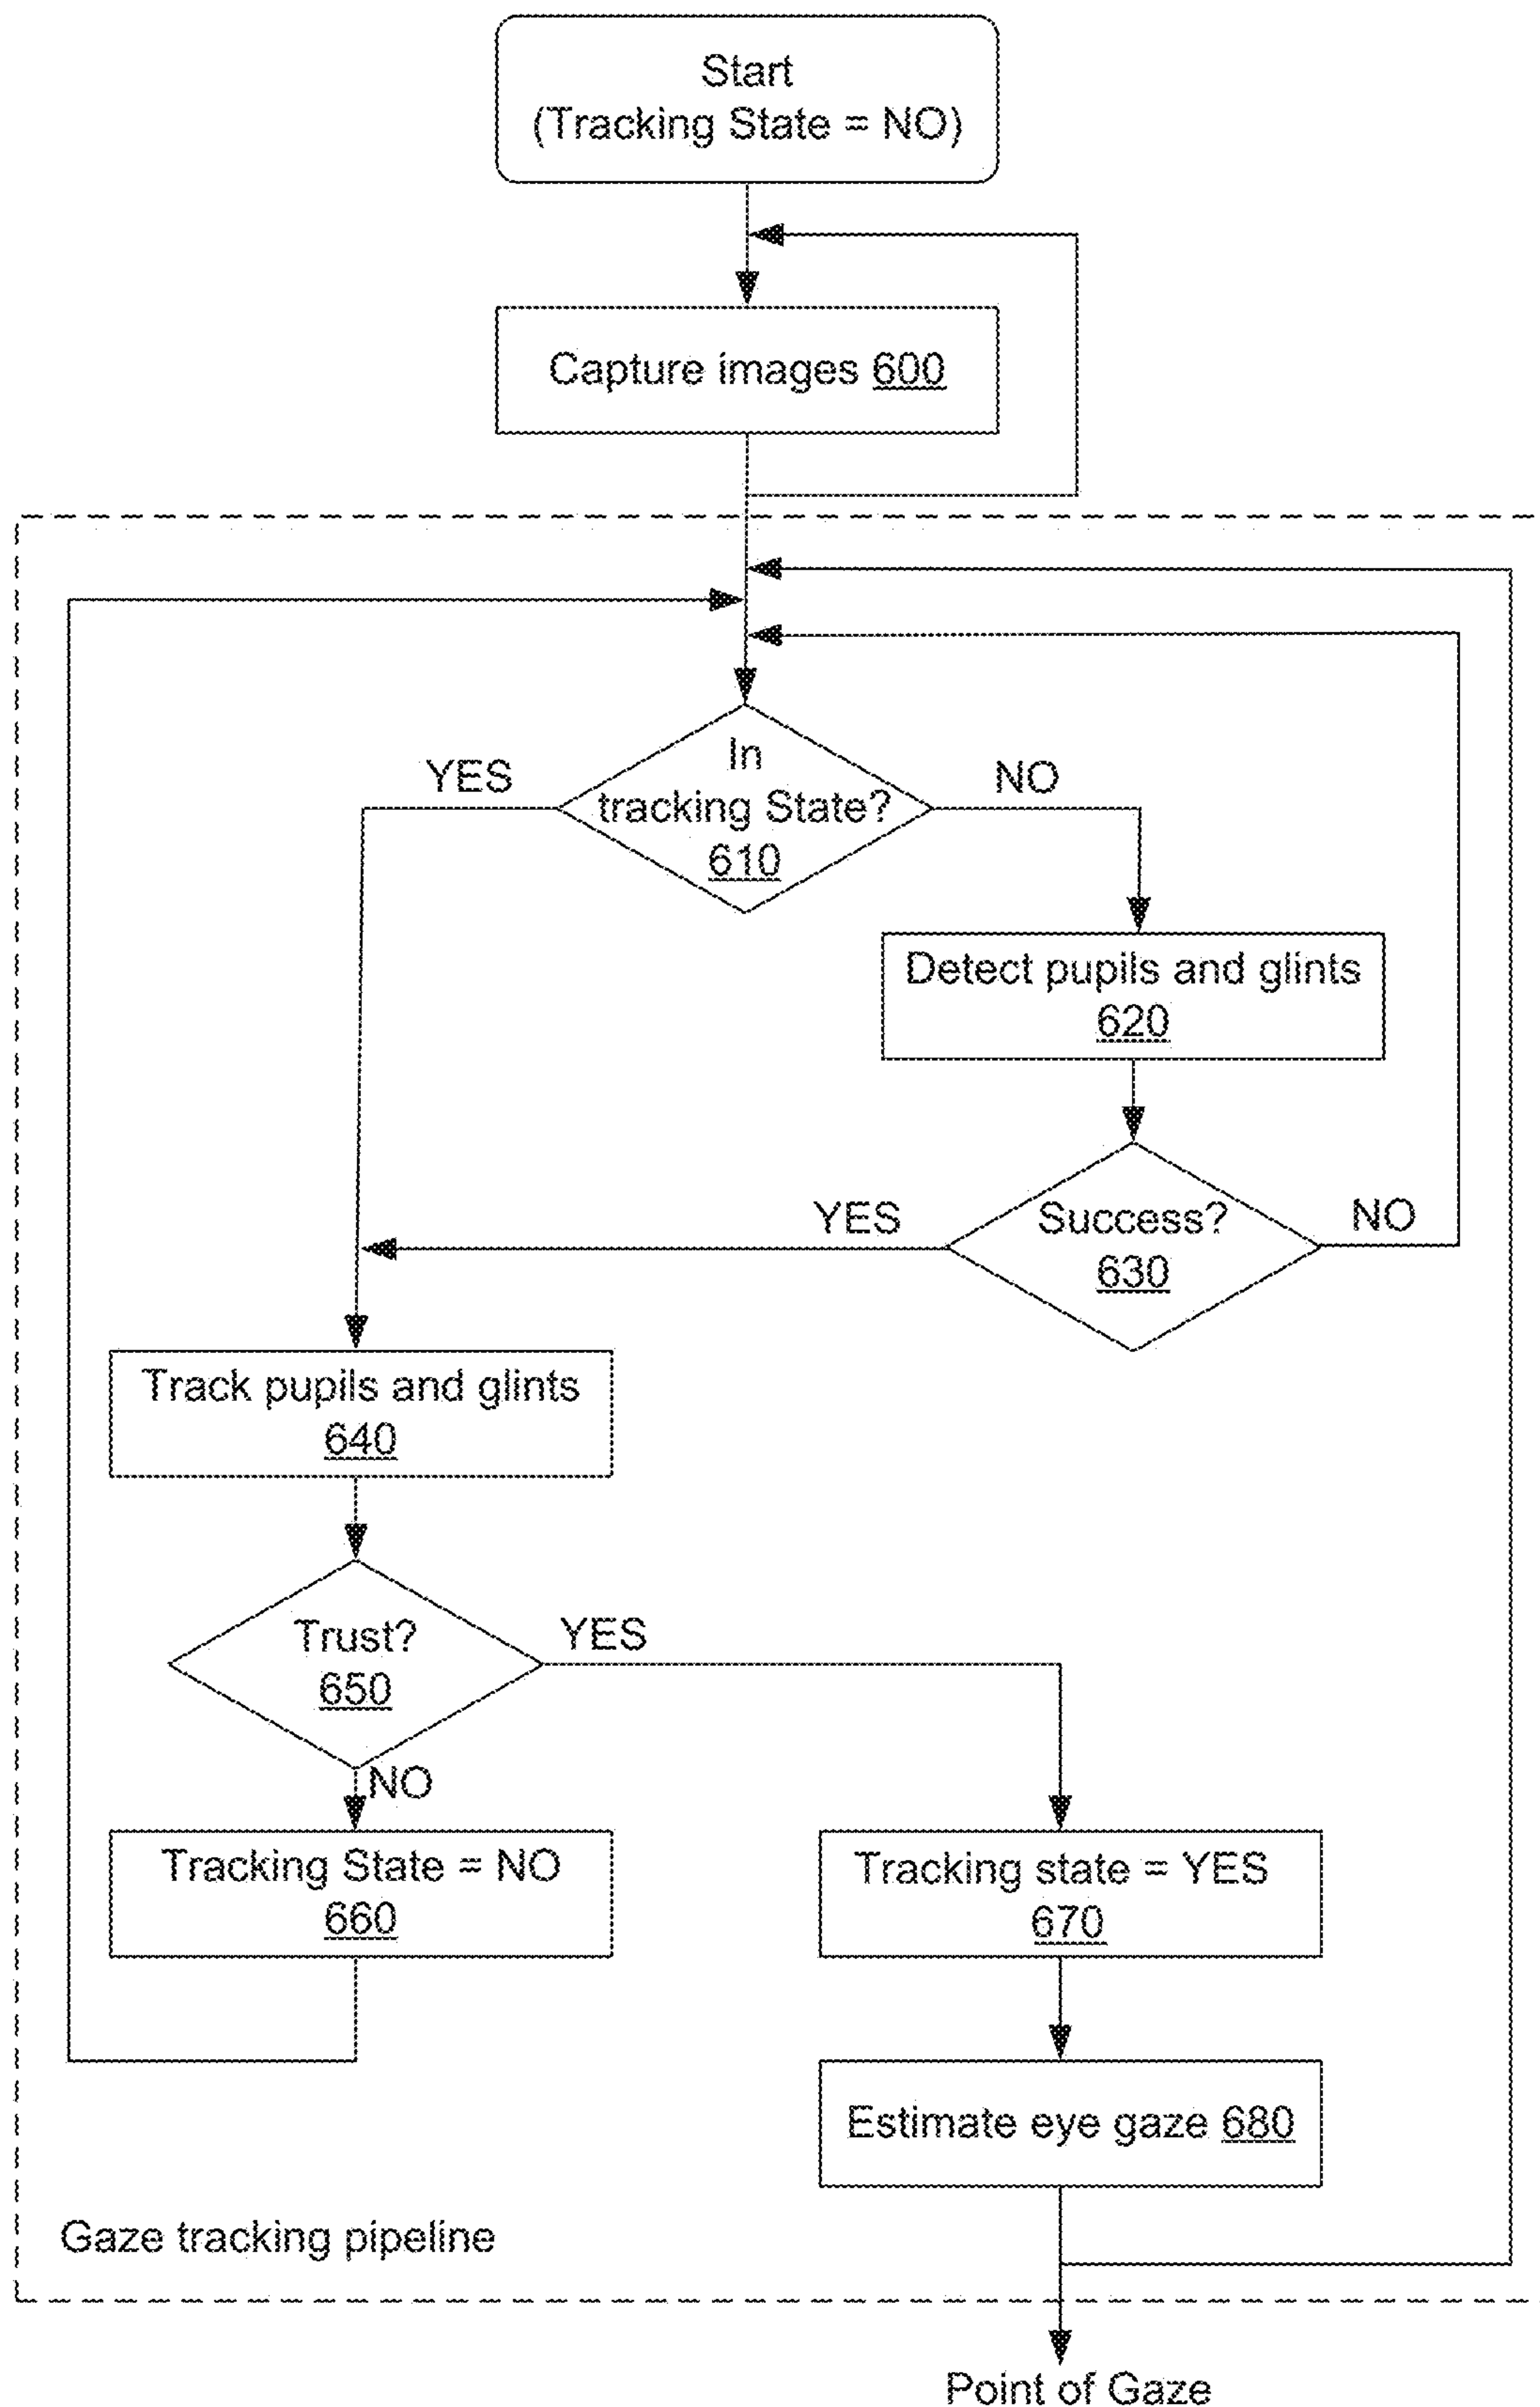 Start
(Tracking State = NO)
Capture images 600
In
tracking State?
610
YES
NO
Detect pupils and glints
620
Success?
630
YES
NO
Track pupils and glints
640
Trust?
650
YES
NO
Tracking State = NO
660
Tracking state = YES
670
Estimate eye gaze 680
Gaze tracking pipeline
Point of Gaze